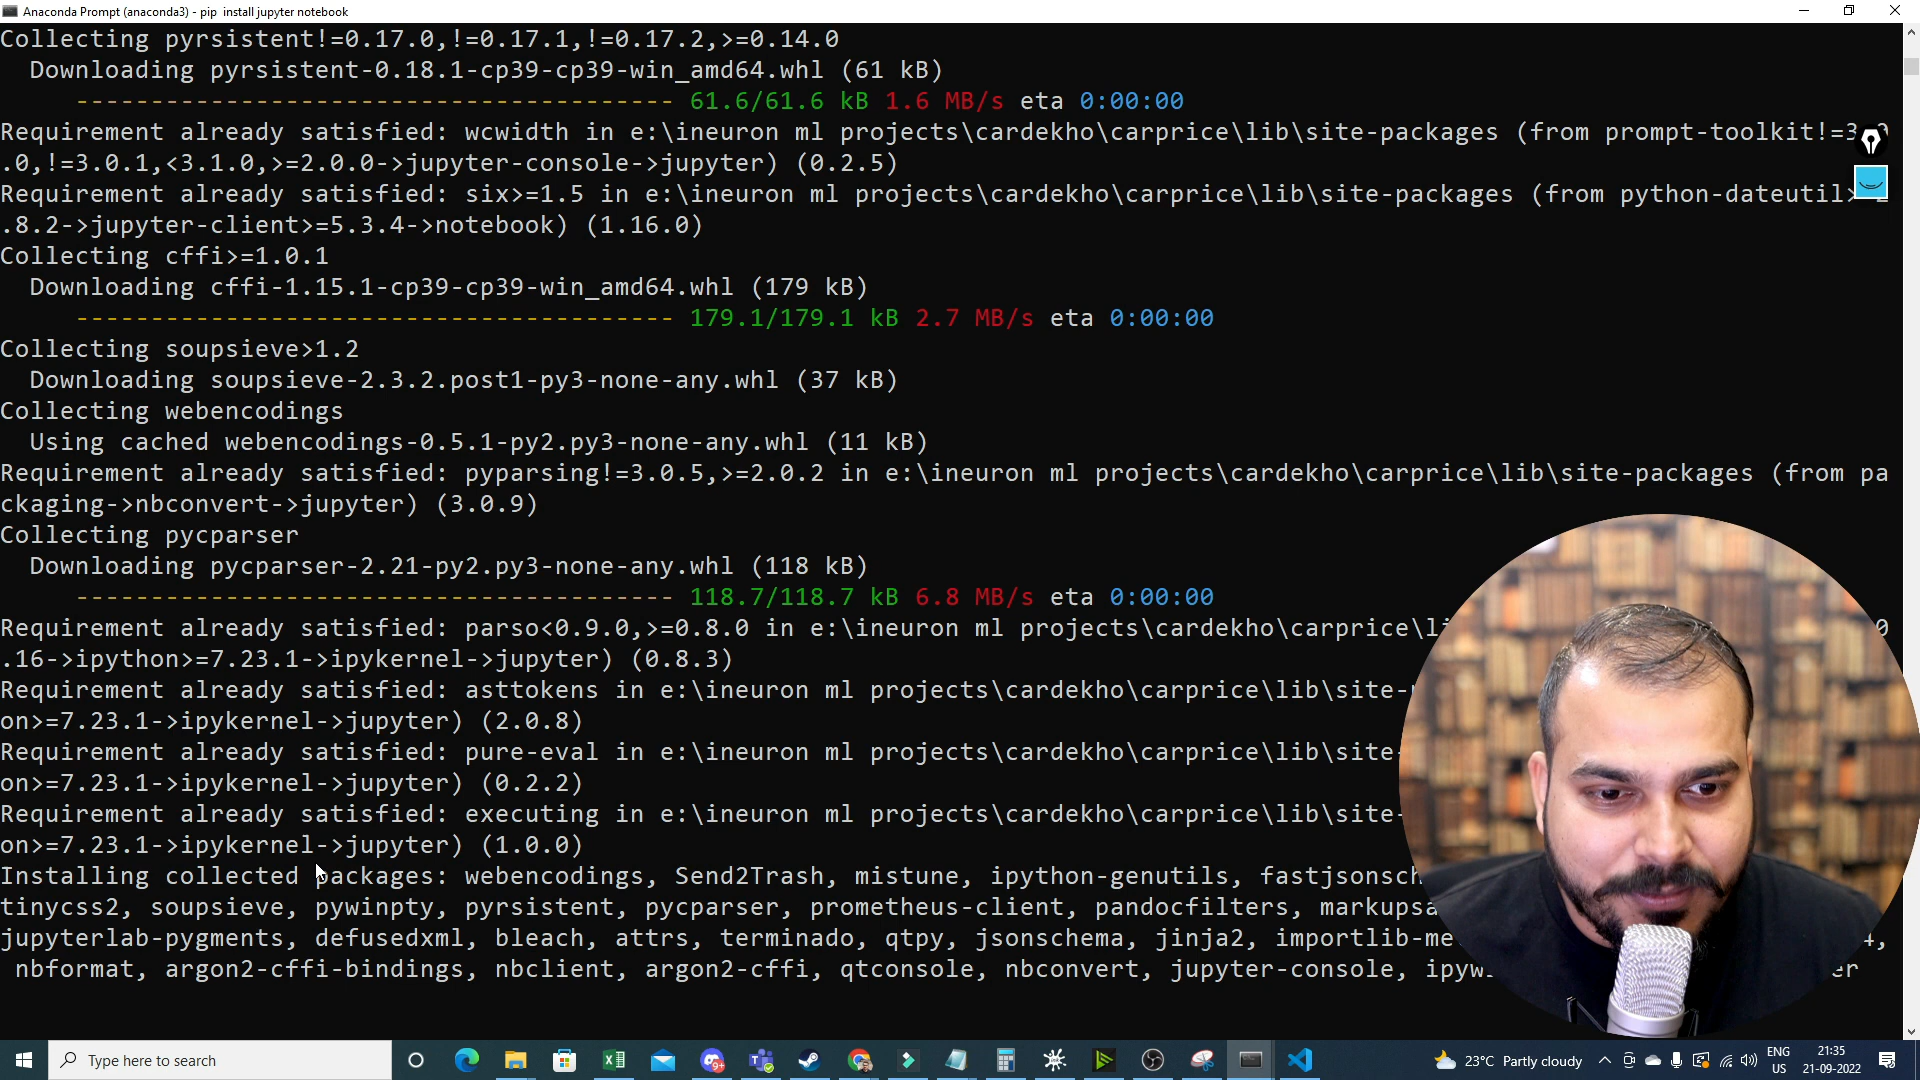 Anaconda Prompt (anaconda3) - pip  install jupyter notebook
Collecting pyrsistent!=0.17.0,!=0.17.1,!=0.17.2,>=0.14.0
  Downloading pyrsistent-0.18.1-cp39-cp39-win_amd64.whl (61 kB)
     ---------------------------------------- 61.6/61.6 kB 1.6 MB/s eta 0:00:00
Requirement already satisfied: wcwidth in e:\ineuron ml projects\cardekho\carprice\lib\site-packages (from prompt-toolkit!=3
.0,!=3.0.1,<3.1.0,>=2.0.0->jupyter-console->jupyter) (0.2.5)
Requirement already satisfied: six>=1.5 in e:\ineuron ml projects\cardekho\carprice\lib\site-packages (from python-dateutil>
.8.2->jupyter-client>=5.3.4->notebook) (1.16.0)
Collecting cffi>=1.0.1
  Downloading cffi-1.15.1-cp39-cp39-win_amd64.whl (179 kB)
     ---------------------------------------- 179.1/179.1 kB 2.7 MB/s eta 0:00:00
Collecting soupsieve>1.2
  Downloading soupsieve-2.3.2.post1-py3-none-any.whl (37 kB)
Collecting webencodings
  Using cached webencodings-0.5.1-py2.py3-none-any.whl (11 kB)
Requirement already satisfied: pyparsing!=3.0.5,>=2.0.2 in e:\ineuron ml projects\cardekho\carprice\lib\site-packages (from pa
ckaging->nbconvert->jupyter) (3.0.9)
Collecting pycparser
  Downloading pycparser-2.21-py2.py3-none-any.whl (118 kB)
     ---------------------------------------- 118.7/118.7 kB 6.8 MB/s eta 0:00:00
Requirement already satisfied: parso<0.9.0,>=0.8.0 in e:\ineuron ml projects\cardekho\carprice\li 0
.16->ipython>=7.23.1->ipykernel->jupyter) (0.8.3)
Requirement already satisfied: asttokens in e:\ineuron ml projects\cardekho\carprice\lib\site-
on>=7.23.1->ipykernel->jupyter) (2.0.8)
Requirement already satisfied: pure-eval in e:\ineuron ml projects\cardekho\carprice\lib\site-
on>=7.23.1->ipykernel->jupyter) (0.2.2)
Requirement already satisfied: executing in e:\ineuron ml projects\cardekho\carprice\lib\site-
on>=7.23.1->ipykernel->jupyter) (1.0.0)
Installing collected packages: webencodings, Send2Trash, mistune, ipython-genutils, fastjsonsch
tinycss2, soupsieve, pywinpty, pyrsistent, pycparser, prometheus-client, pandocfilters, markupsa
jupyterlab-pygments, defusedxml, bleach, attrs, terminado, qtpy, jsonschema, jinja2, importlib-me 4,
 nbformat, argon2-cffi-bindings, nbclient, argon2-cffi, qtconsole, nbconvert, jupyter-console, ipyw er
Type here to search
23°C Partly cloudy
ENG
US
21:35
21-09-2022